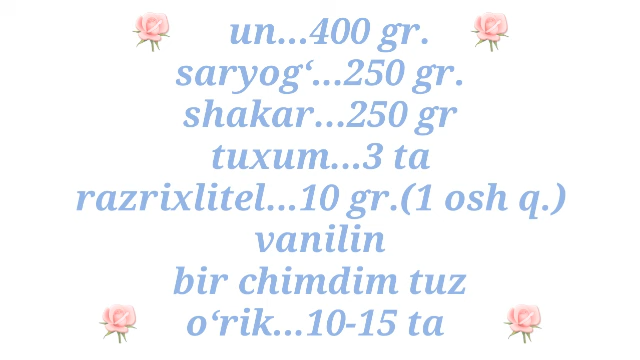 un...400 gr.
saryog‘...250 gr.
shakar...250 gr
tuxum...3 ta
razrixlitel...10 gr.(1 osh q.)
vanilin
bir chimdim tuz
o‘rik...10-15 ta